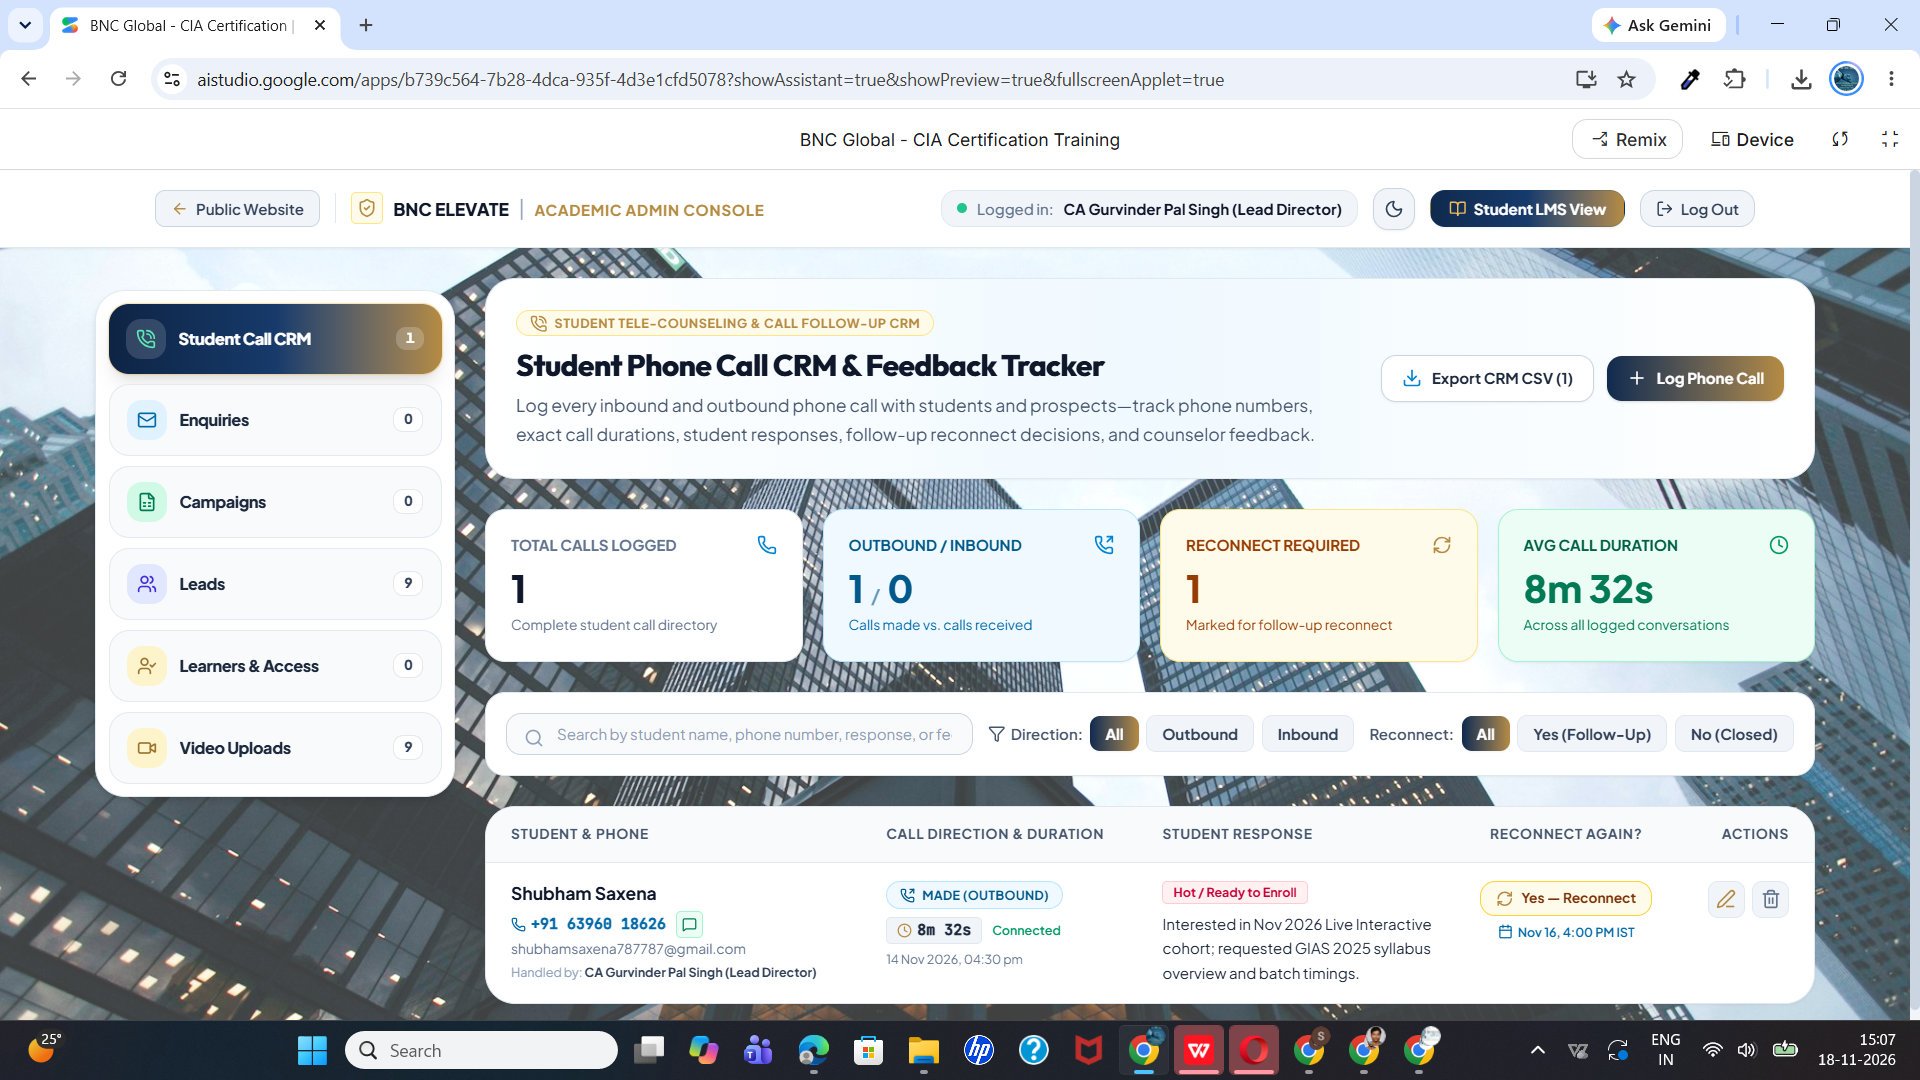 BNC Global - CIA Certification |
Ask Gemini
aistudio.google.com/apps/b739c564-7b28-4dca-935f-4d3e1cfd5078?showAssistant=true&showPreview=true&fullscreenApplet=true
BNC Global - CIA Certification Training
Remix
Device
Public Website
BNC ELEVATE | ACADEMIC ADMIN CONSOLE
Logged in: CA Gurvinder Pal Singh (Lead Director)
Student LMS View
Log Out
Student Call CRM 1
Enquiries 0
Campaigns 0
Leads 9
Learners & Access 0
Video Uploads 9
STUDENT TELE-COUNSELING & CALL FOLLOW-UP CRM
Student Phone Call CRM & Feedback Tracker
Log every inbound and outbound phone call with students and prospects—track phone numbers,
exact call durations, student responses, follow-up reconnect decisions, and counselor feedback.
Export CRM CSV (1)
Log Phone Call
TOTAL CALLS LOGGED
1
Complete student call directory
OUTBOUND / INBOUND
1 / 0
Calls made vs. calls received
RECONNECT REQUIRED
1
Marked for follow-up reconnect
AVG CALL DURATION
8m 32s
Across all logged conversations
Search by student name, phone number, response, or fe
Direction: All Outbound Inbound Reconnect: All Yes (Follow-Up) No (Closed)
STUDENT & PHONE CALL DIRECTION & DURATION STUDENT RESPONSE RECONNECT AGAIN? ACTIONS
Shubham Saxena
+91 63960 18626
shubhamsaxena787787@gmail.com
Handled by: CA Gurvinder Pal Singh (Lead Director)
MADE (OUTBOUND)
8m 32s Connected
14 Nov 2026, 04:30 pm
Hot / Ready to Enroll
Interested in Nov 2026 Live Interactive
cohort; requested GIAS 2025 syllabus
overview and batch timings.
Yes — Reconnect
Nov 16, 4:00 PM IST
25°
Search
ENG
IN
15:07
18-11-2026